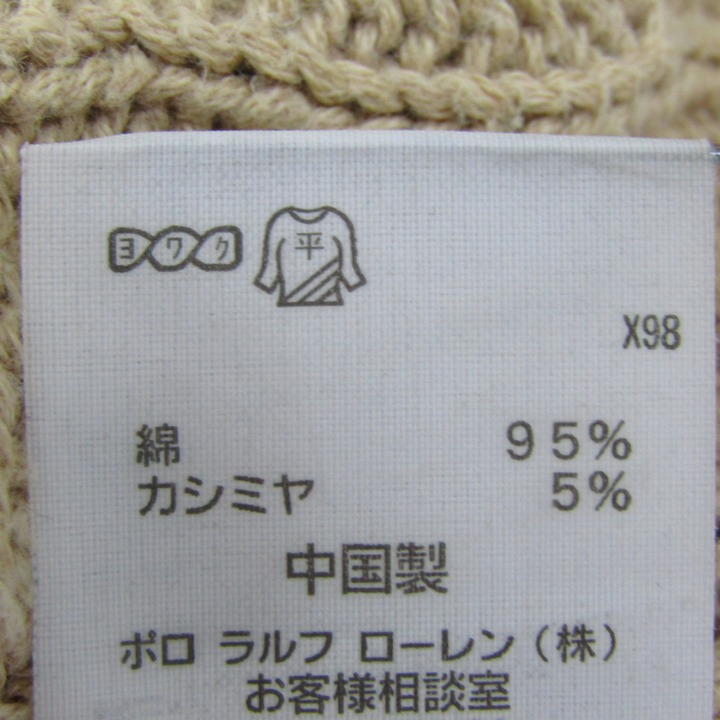 ヨワク 平
X98
綿 95%
カシミヤ 5%
中国製
ポロ ラルフ ローレン(株)
お客様相談室